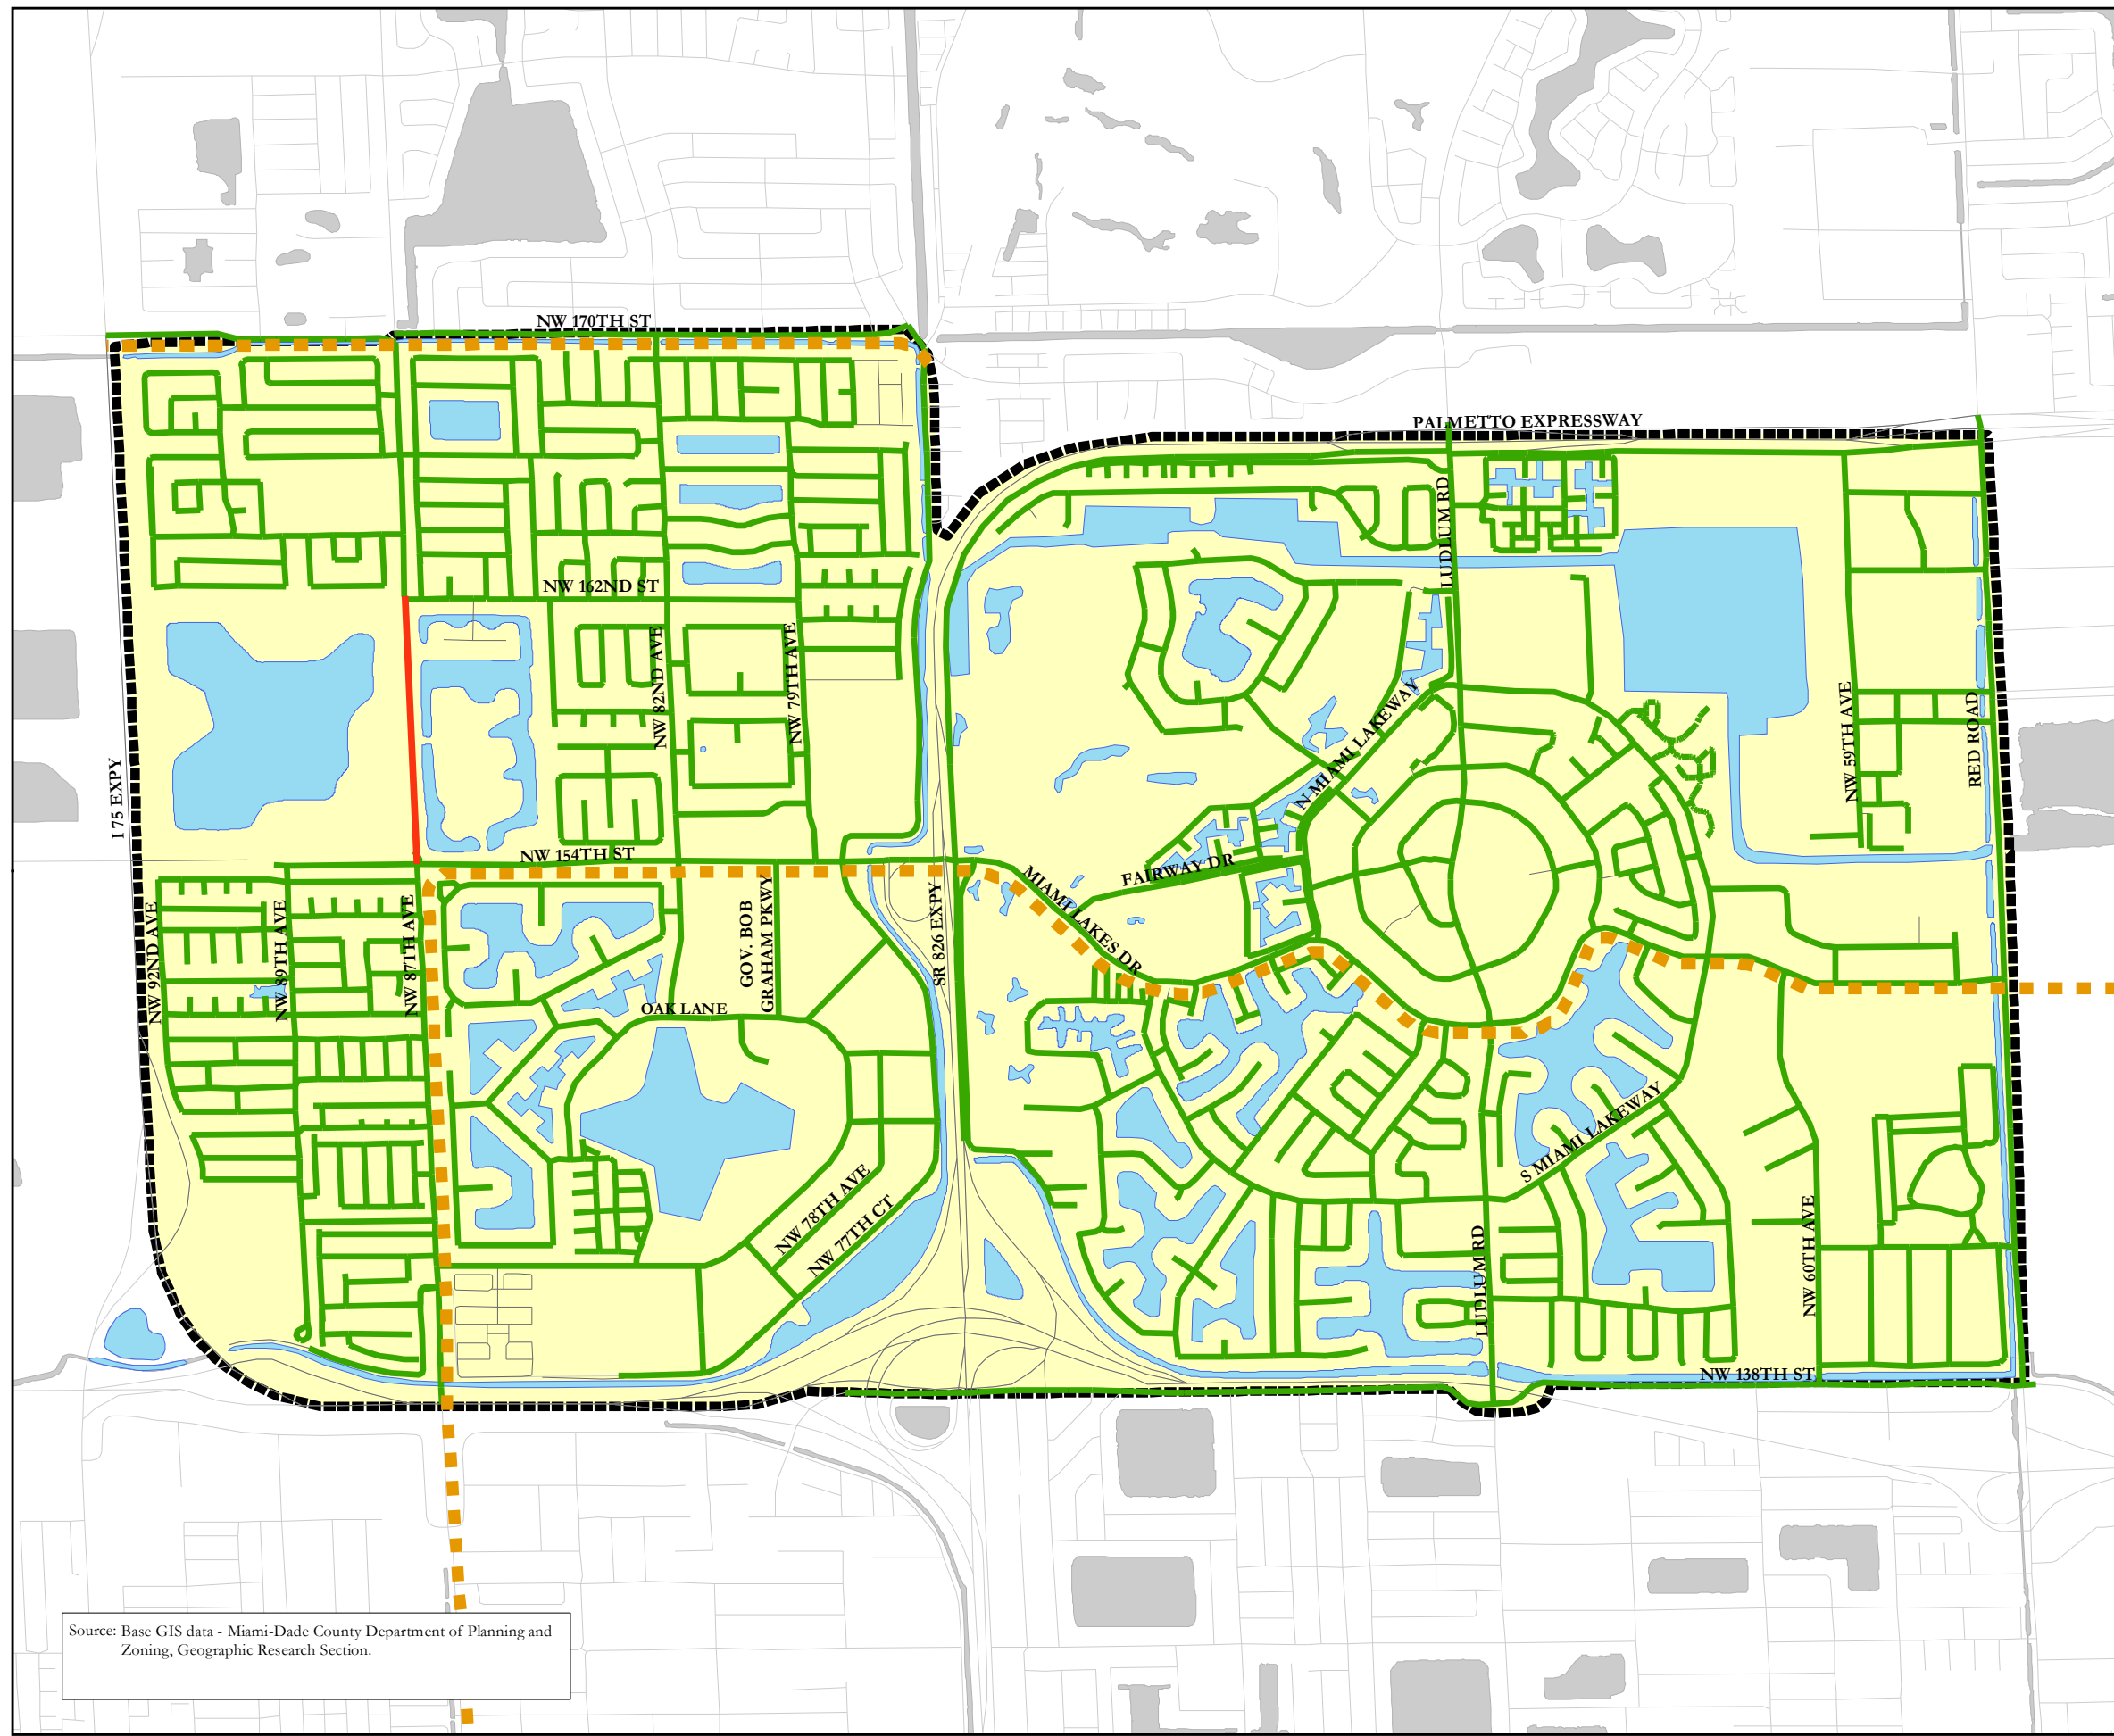 NW 170TH ST
PALMETTO EXPRESSWAY
LUDLUM RD
NW 162ND ST
NW 82ND AVE
NW 79TH AVE
N MIAMI LAKEWAY
NW 59TH AVE
RED ROAD
I 75 EXPY
NW 154TH ST
FAIRWAY DR
MIAMI LAKES DR
NW 92ND AVE
NW 89TH AVE
NW 87TH AVE
GOV. BOB
GRAHAM PKWY
SR 826 EXPY
OAK LANE
S MIAMI LAKEWAY
NW 78TH AVE
NW 77TH CT
LUDLUM RD
NW 60TH AVE
NW 138TH ST
Source: Base GIS data - Miami-Dade County Department of Planning and
Zoning, Geographic Research Section.